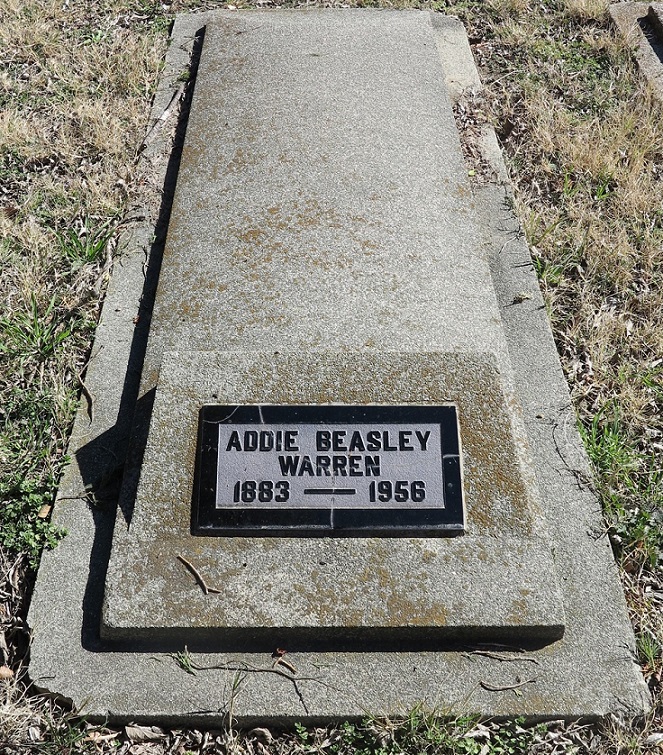 ADDIE BEASLEY
WARREN
1883 — 1956